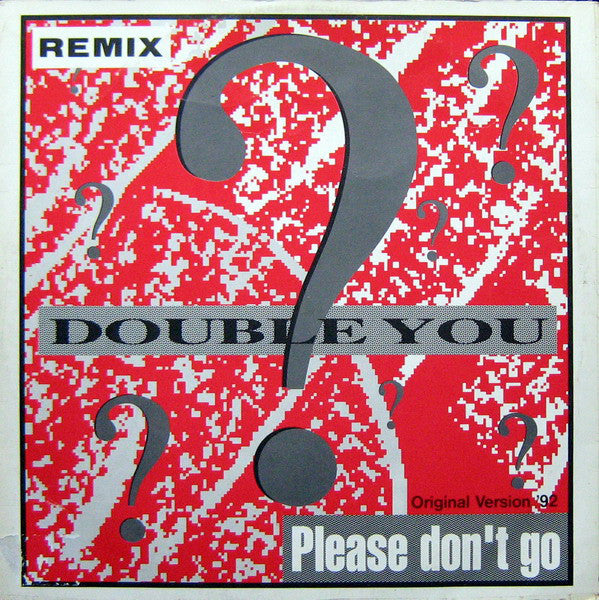 REMIX
DOUBLE YOU
Original Version '92
Please don't go